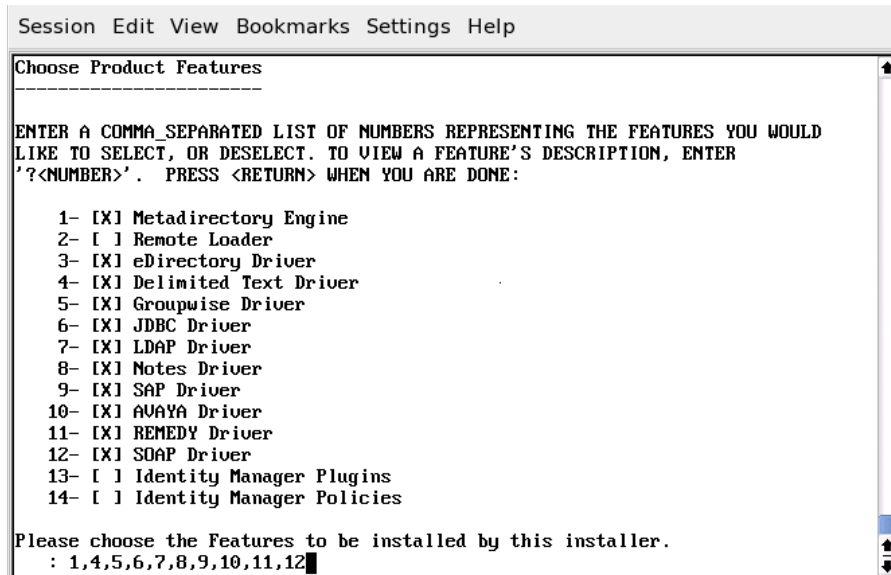 Session Edit View Bookmarks Settings Help
Choose Product Features
-----------------------
ENTER A COMMA_SEPARATED LIST OF NUMBERS REPRESENTING THE FEATURES YOU WOULD
LIKE TO SELECT, OR DESELECT. TO VIEW A FEATURE'S DESCRIPTION, ENTER
'?<NUMBER>'. PRESS <RETURN> WHEN YOU ARE DONE:
1- [X] Metadirectory Engine
2- [ ] Remote Loader
3- [X] eDirectory Driver
4- [X] Delimited Text Driver
5- [X] Groupwise Driver
6- [X] JDBC Driver
7- [X] LDAP Driver
8- [X] Notes Driver
9- [X] SAP Driver
10- [X] AVAYA Driver
11- [X] REMEDY Driver
12- [X] SOAP Driver
13- [ ] Identity Manager Plugins
14- [ ] Identity Manager Policies
Please choose the Features to be installed by this installer.
: 1,4,5,6,7,8,9,10,11,12